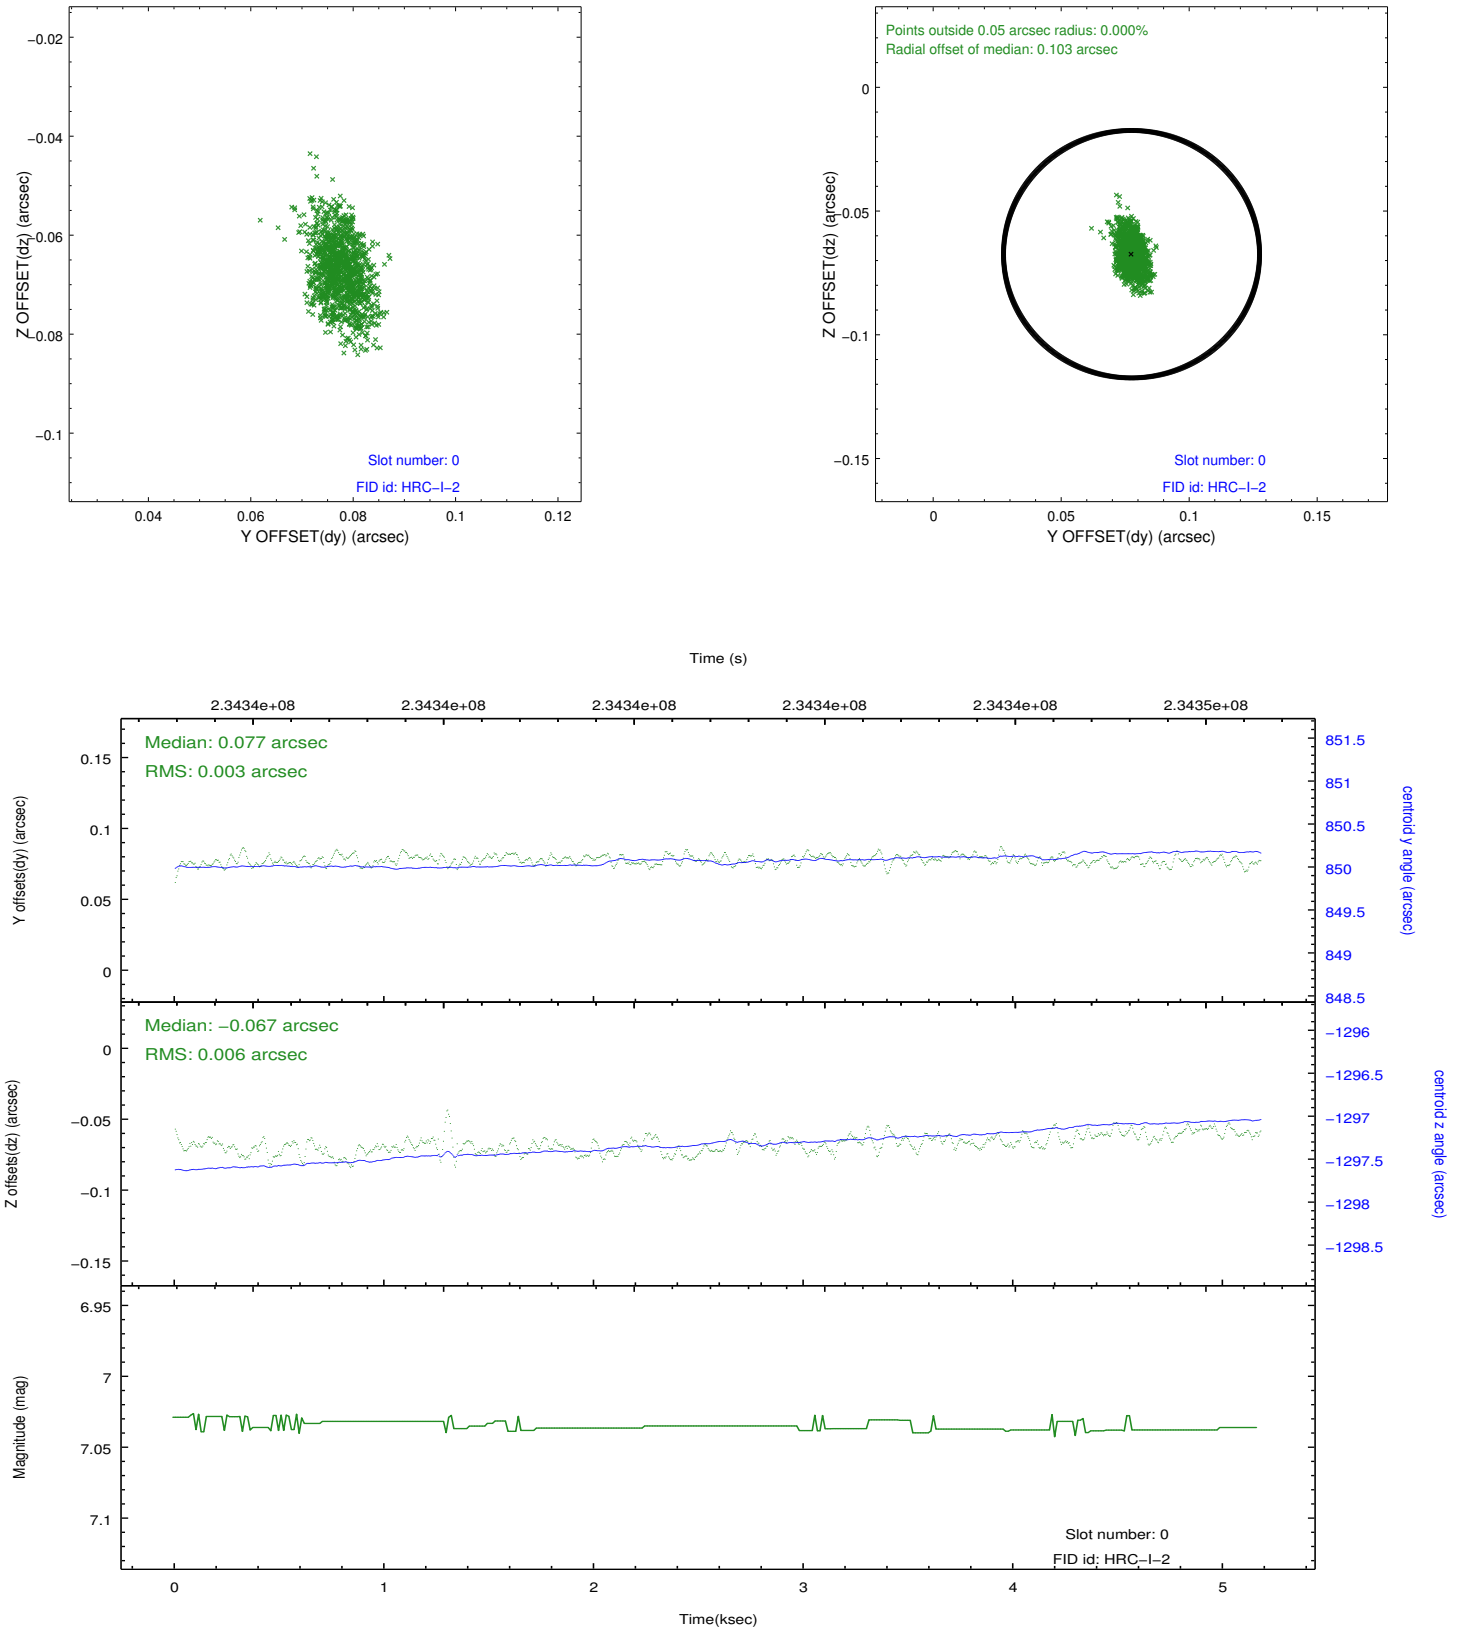 −0.02
−0.04
−0.06
−0.08
−0.1
Z OFFSET(dz) (arcsec)
Slot number: 0
FID id: HRC−I−2
0.04
0.06
0.08
0.1
0.12
Y OFFSET(dy) (arcsec)
Points outside 0.05 arcsec radius: 0.000%
Radial offset of median: 0.103 arcsec
0
−0.05
−0.1
−0.15
Z OFFSET(dz) (arcsec)
Slot number: 0
FID id: HRC−I−2
0
0.05
0.1
0.15
Y OFFSET(dy) (arcsec)
Time (s)
2.3434e+08
2.3434e+08
2.3434e+08
2.3434e+08
2.3434e+08
2.3435e+08
Median: 0.077 arcsec
RMS: 0.003 arcsec
0.15
0.1
0.05
0
Y offsets(dy) (arcsec)
851.5
851
850.5
850
849.5
849
848.5
centroid y angle (arcsec)
Median: −0.067 arcsec
RMS: 0.006 arcsec
0
−0.05
−0.1
−0.15
Z offsets(dz) (arcsec)
−1296
−1296.5
−1297
−1297.5
−1298
−1298.5
centroid z angle (arcsec)
6.95
7
7.05
7.1
Magnitude (mag)
Slot number: 0
FID id: HRC−I−2
0
1
2
3
4
5
Time(ksec)